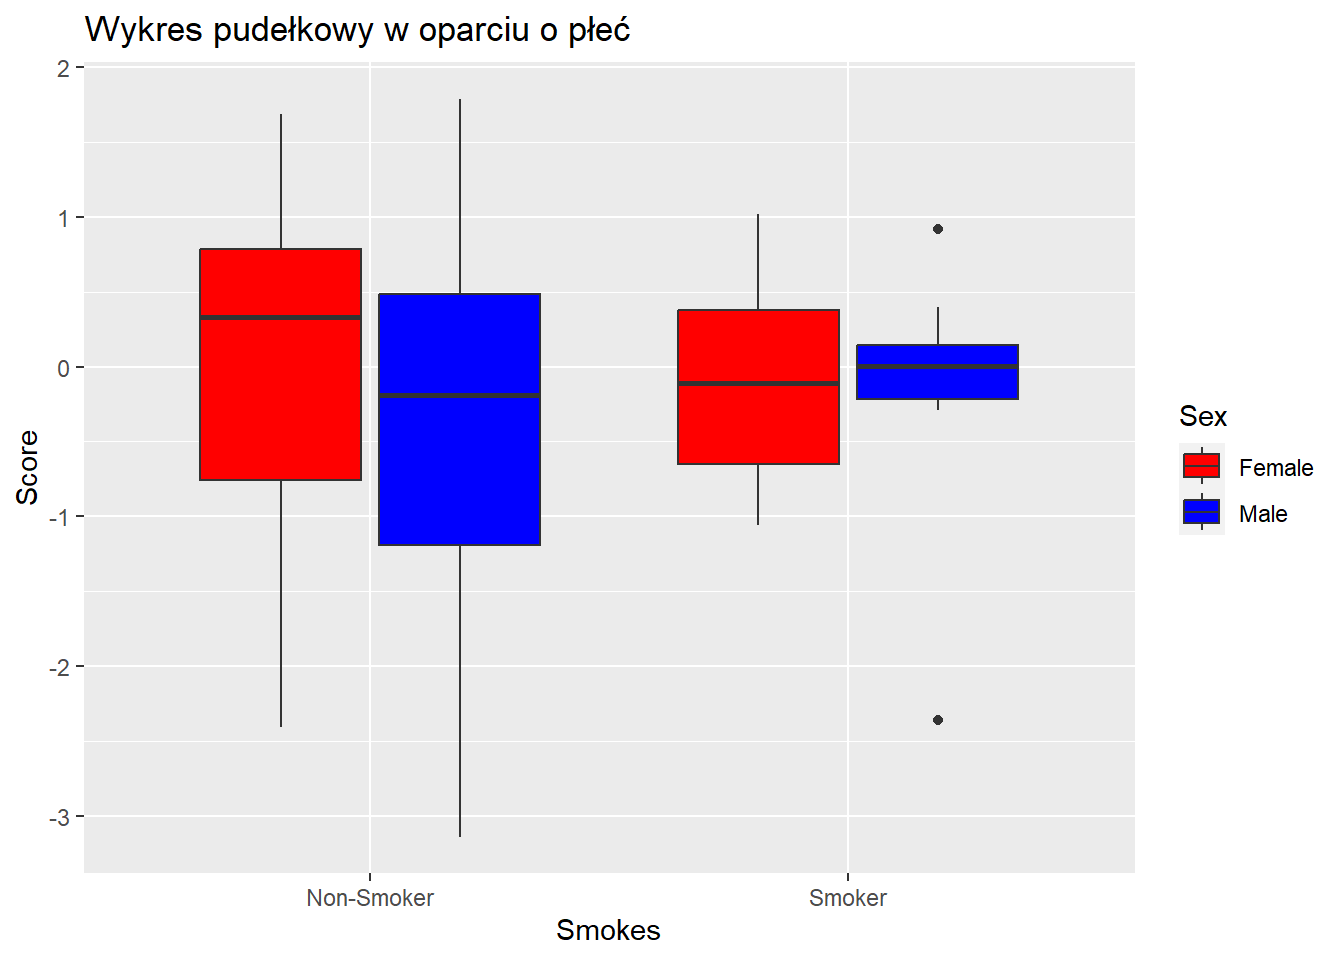 Wykres pudełkowy w oparciu o płeć
2
1
0
-1
-2
-3
Score
Non-Smoker
Smoker
Smokes
Sex
Female
Male